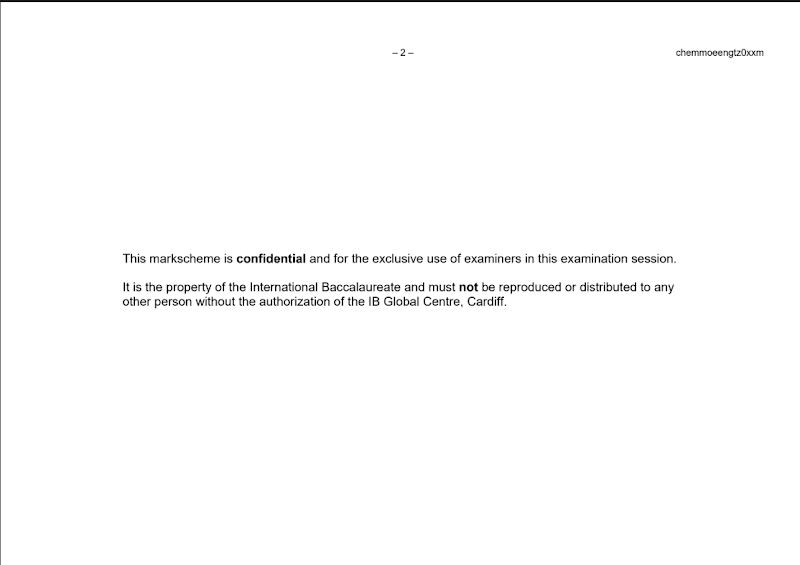 – 2 –
chemmoeengtz0xxm
This markscheme is confidential and for the exclusive use of examiners in this examination session.
It is the property of the International Baccalaureate and must not be reproduced or distributed to any
other person without the authorization of the IB Global Centre, Cardiff.